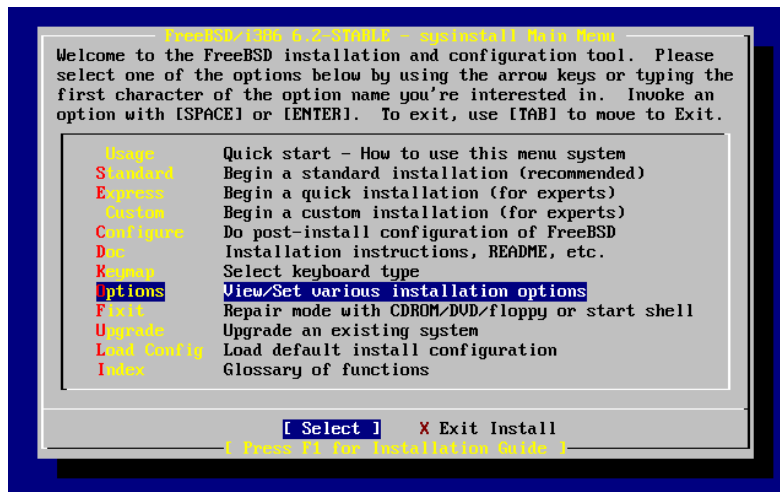 FreeBSD/i386 6.2-STABLE - sysinstall Main Menu
Welcome to the FreeBSD installation and configuration tool.  Please
select one of the options below by using the arrow keys or typing the
first character of the option name you're interested in.  Invoke an
option with [SPACE] or [ENTER].  To exit, use [TAB] to move to Exit.
Usage Quick start - How to use this menu system
Standard Begin a standard installation (recommended)
Express Begin a quick installation (for experts)
Custom Begin a custom installation (for experts)
Configure Do post-install configuration of FreeBSD
Doc Installation instructions, README, etc.
Keymap Select keyboard type
Options View/Set various installation options
Fixit Repair mode with CDROM/DVD/floppy or start shell
Upgrade Upgrade an existing system
Load Config Load default install configuration
Index Glossary of functions
[ Select ] X Exit Install
[ Press F1 for Installation Guide ]